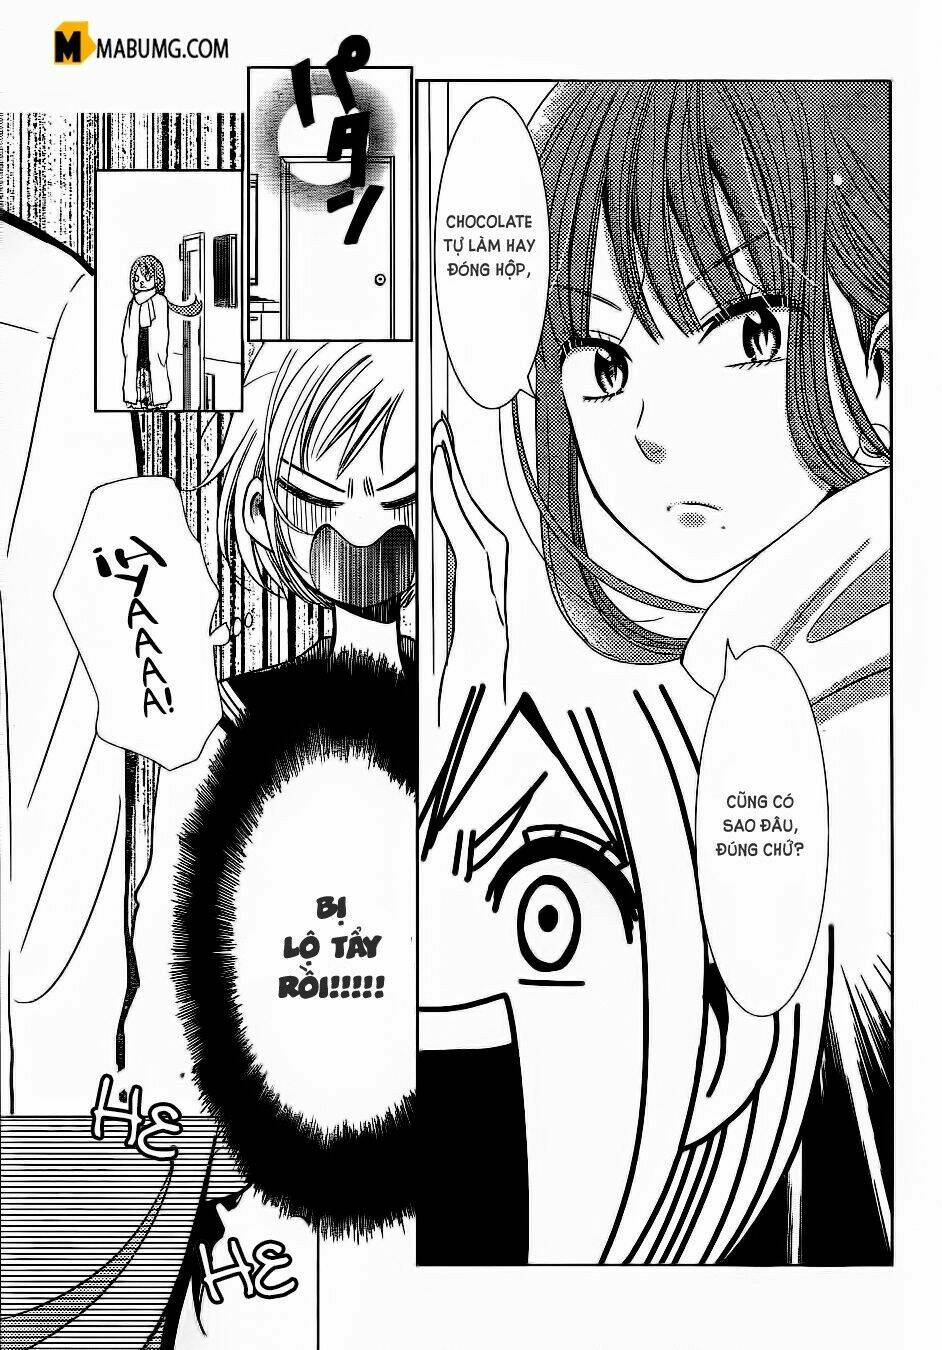 MABUMG.COM
CHOCOLATE
TỰ LÀM HAY
ĐÓNG HỘP,
CŨNG CÓ
SAO ĐÂU,
ĐÚNG CHỨ?
パタン
AYAAAA!
BỊ
LỘ TẨY
RỒI!!!!!
HE
HE